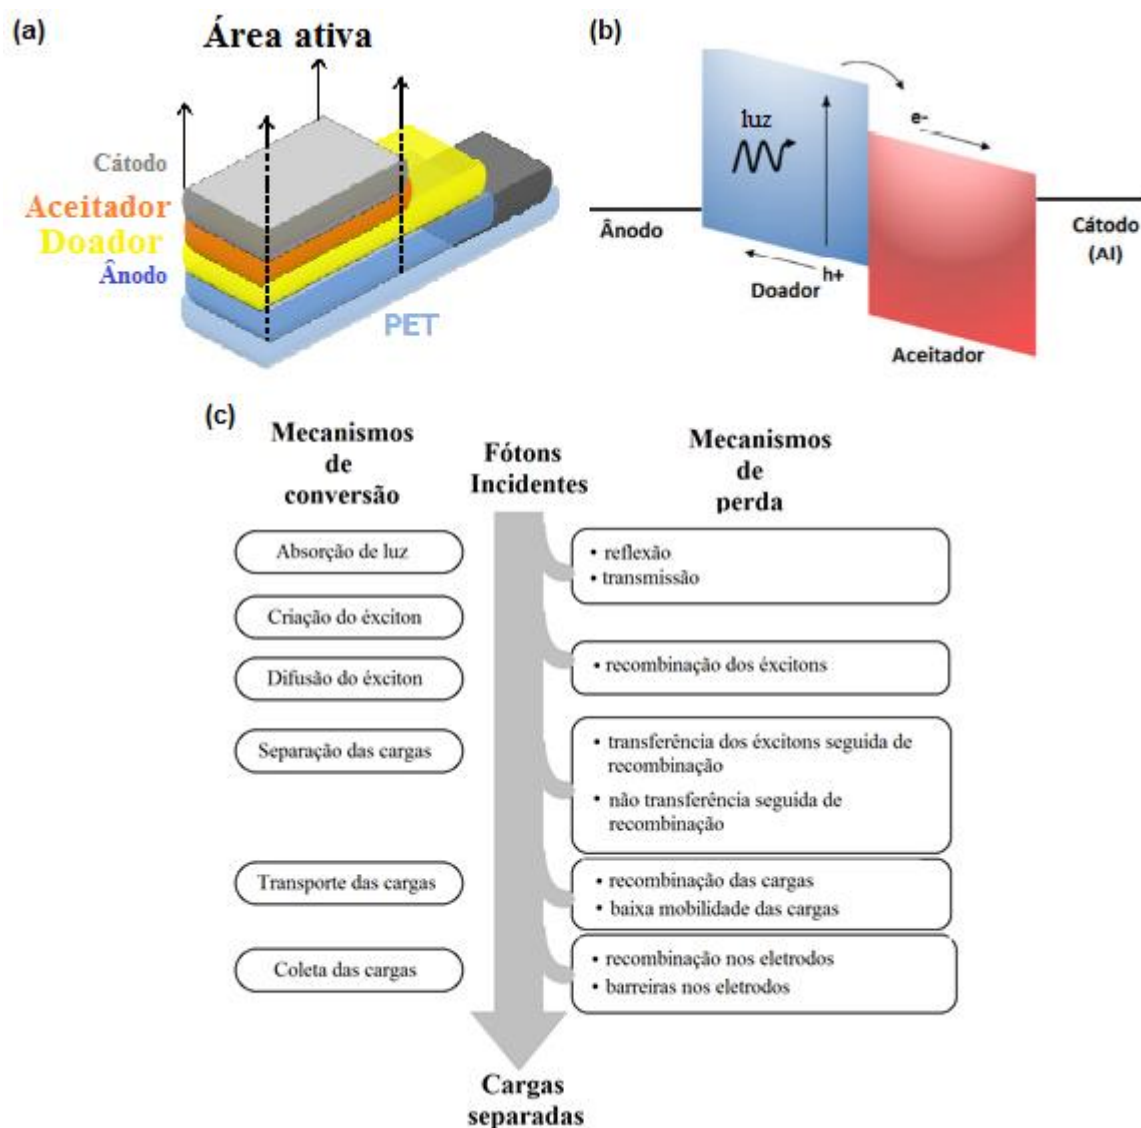 (a)
Área ativa
Cátodo
Aceitador
Doador
Ânodo
PET
(b)
luz
e-
Ânodo
h+
Doador
Cátodo
(Al)
Aceitador
(c)
Mecanismos
de
conversão
Fótons
Incidentes
Mecanismos
de
perda
Absorção de luz
• reflexão
• transmissão
Criação do éxciton
• recombinação dos éxcitons
Difusão do éxciton
Separação das cargas
• transferência dos éxcitons seguida de
recombinação
• não transferência seguida de
recombinação
Transporte das cargas
• recombinação das cargas
• baixa mobilidade das cargas
Coleta das cargas
• recombinação nos eletrodos
• barreiras nos eletrodos
Cargas
separadas